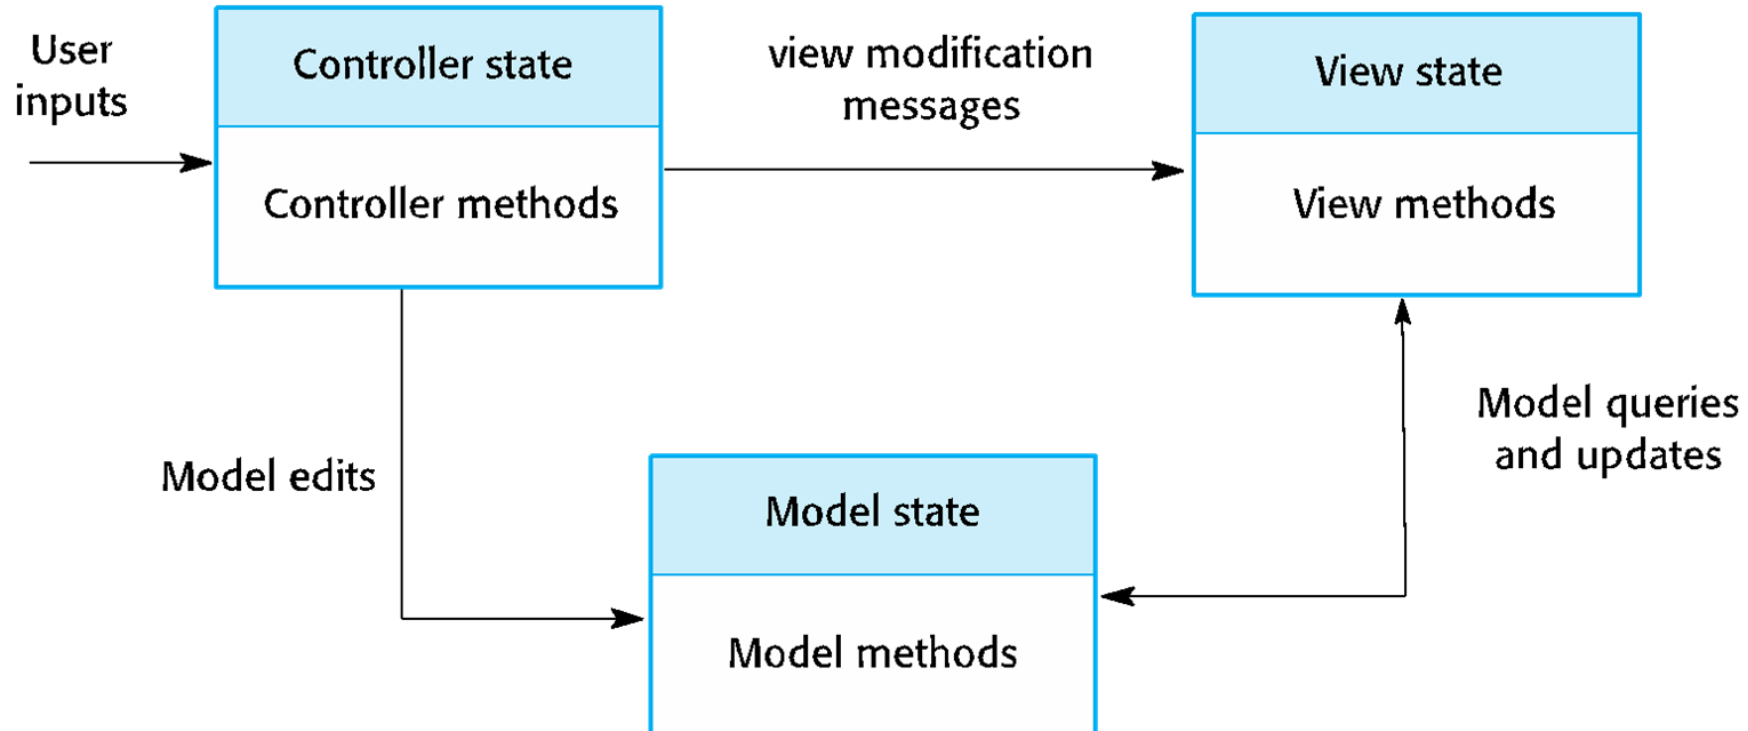 User
inputs
Controller state
Controller methods
view modification
messages
View state
View methods
Model edits
Model state
Model methods
Model queries
and updates